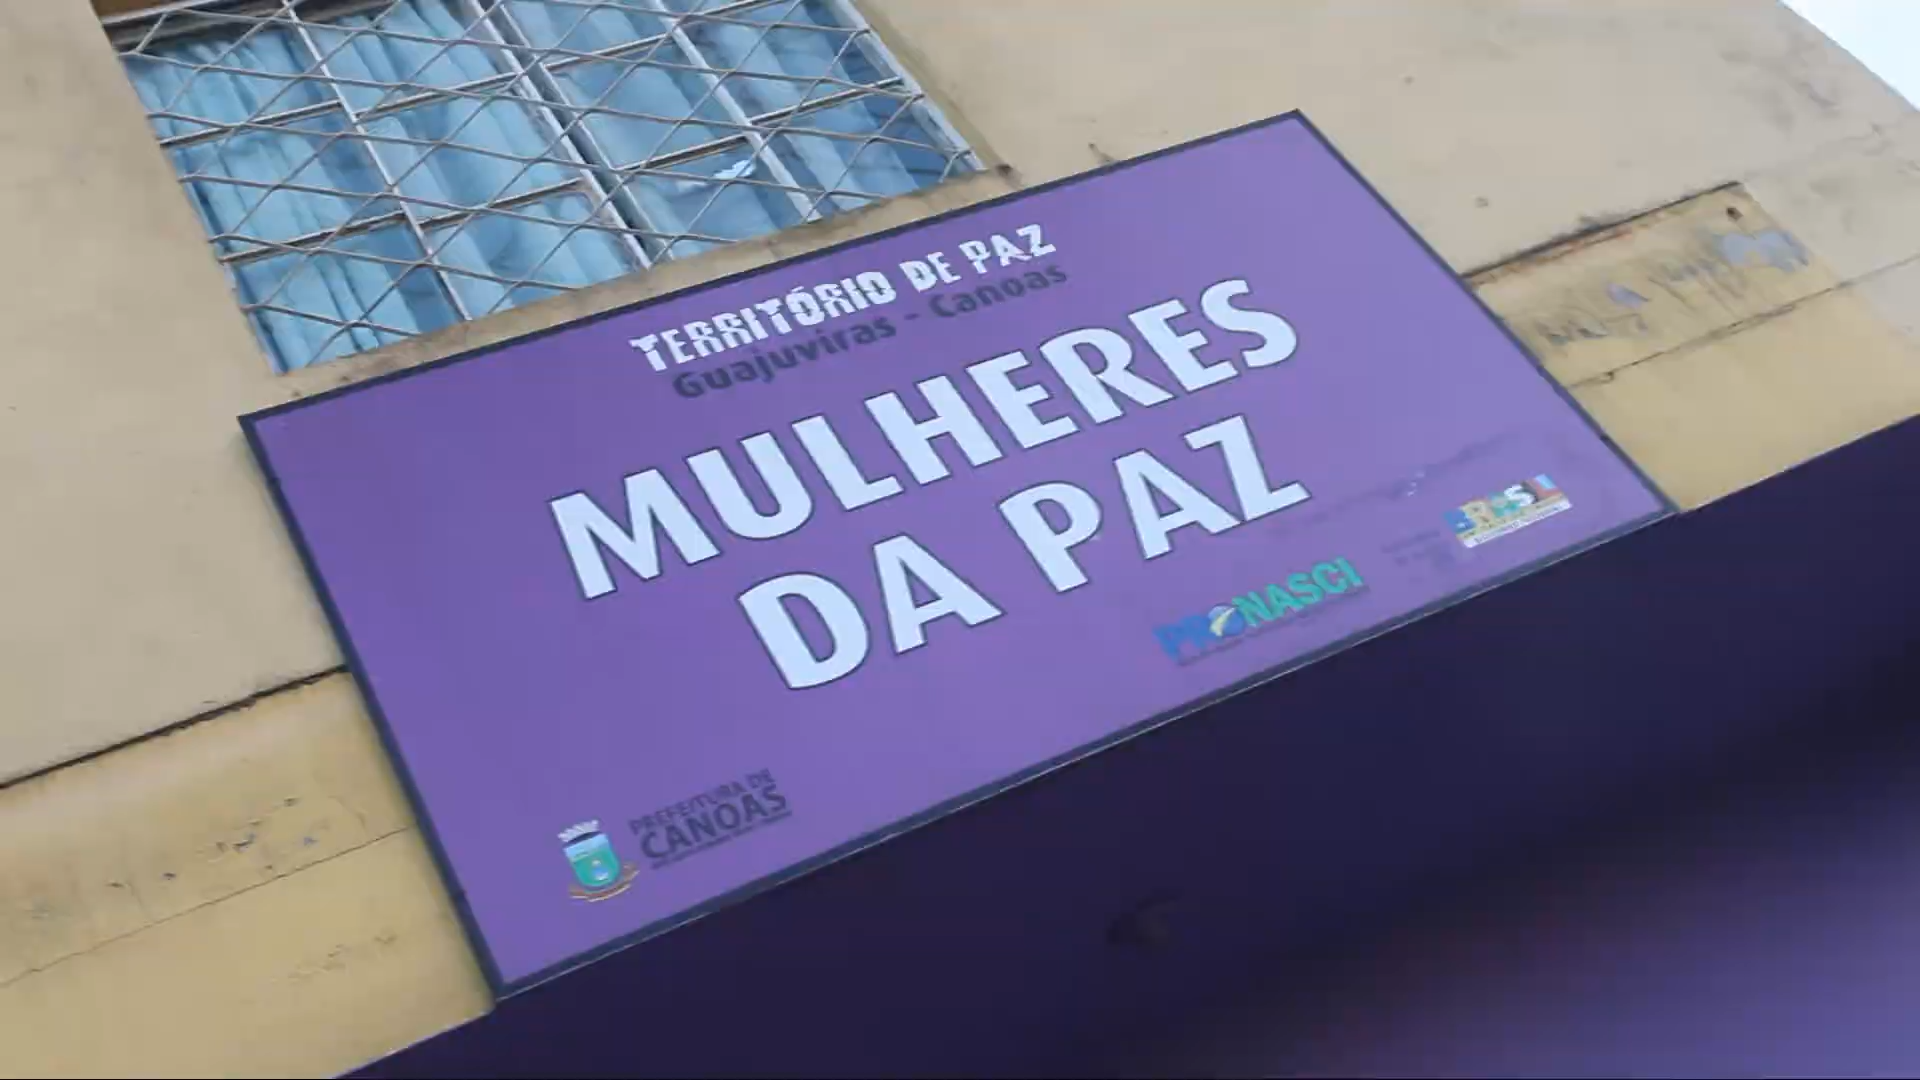 TERRITÓRIO DE PAZ
Guajuviras - Canoas
MULHERES
DA PAZ
PRONASCI
BRASIL
PREFEITURA DE
CANOAS